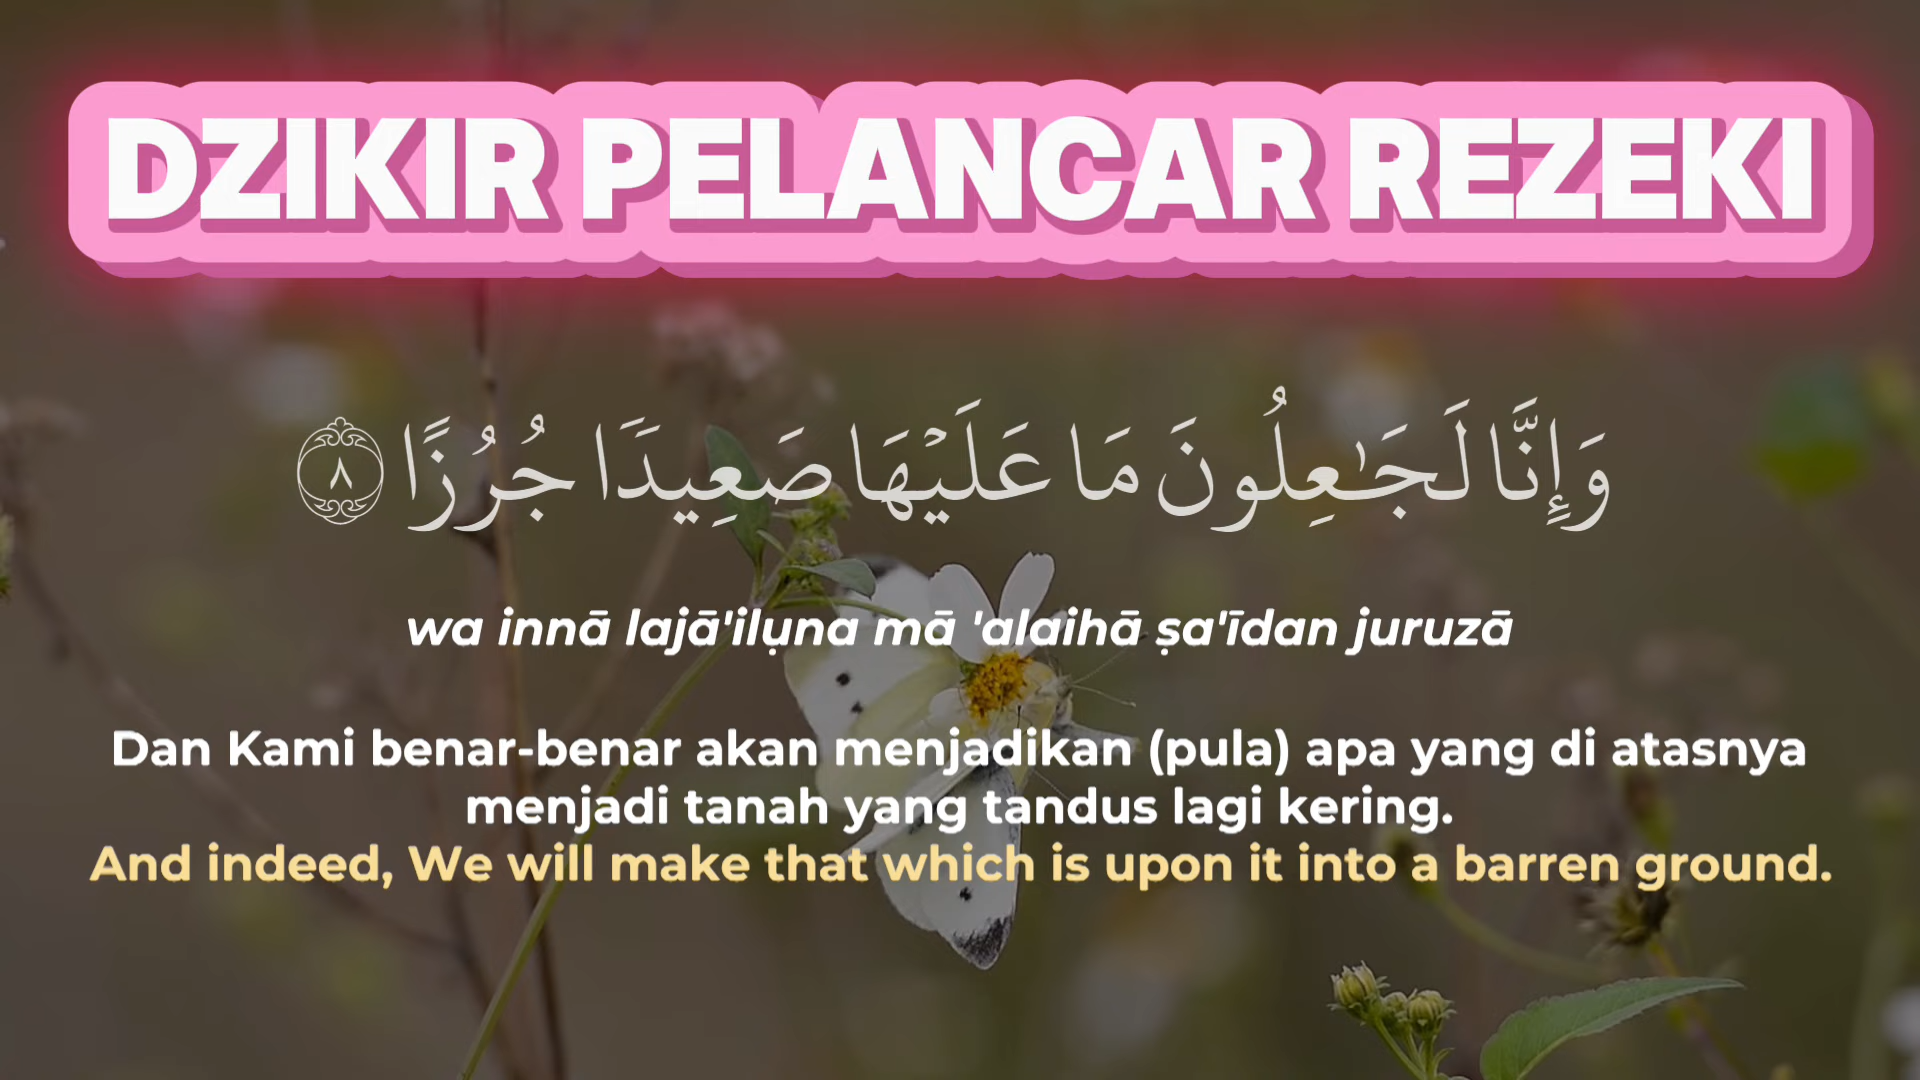 DZIKIR PELANCAR REZEKI
وَإِنَّا لَجَـٰعِلُونَ مَا عَلَيْهَا صَعِيدًا جُرُزًا ٨
wa innā lajā'ilụna mā 'alaihā ṣa'īdan juruzā
Dan Kami benar-benar akan menjadikan (pula) apa yang di atasnya
menjadi tanah yang tandus lagi kering.
And indeed, We will make that which is upon it into a barren ground.